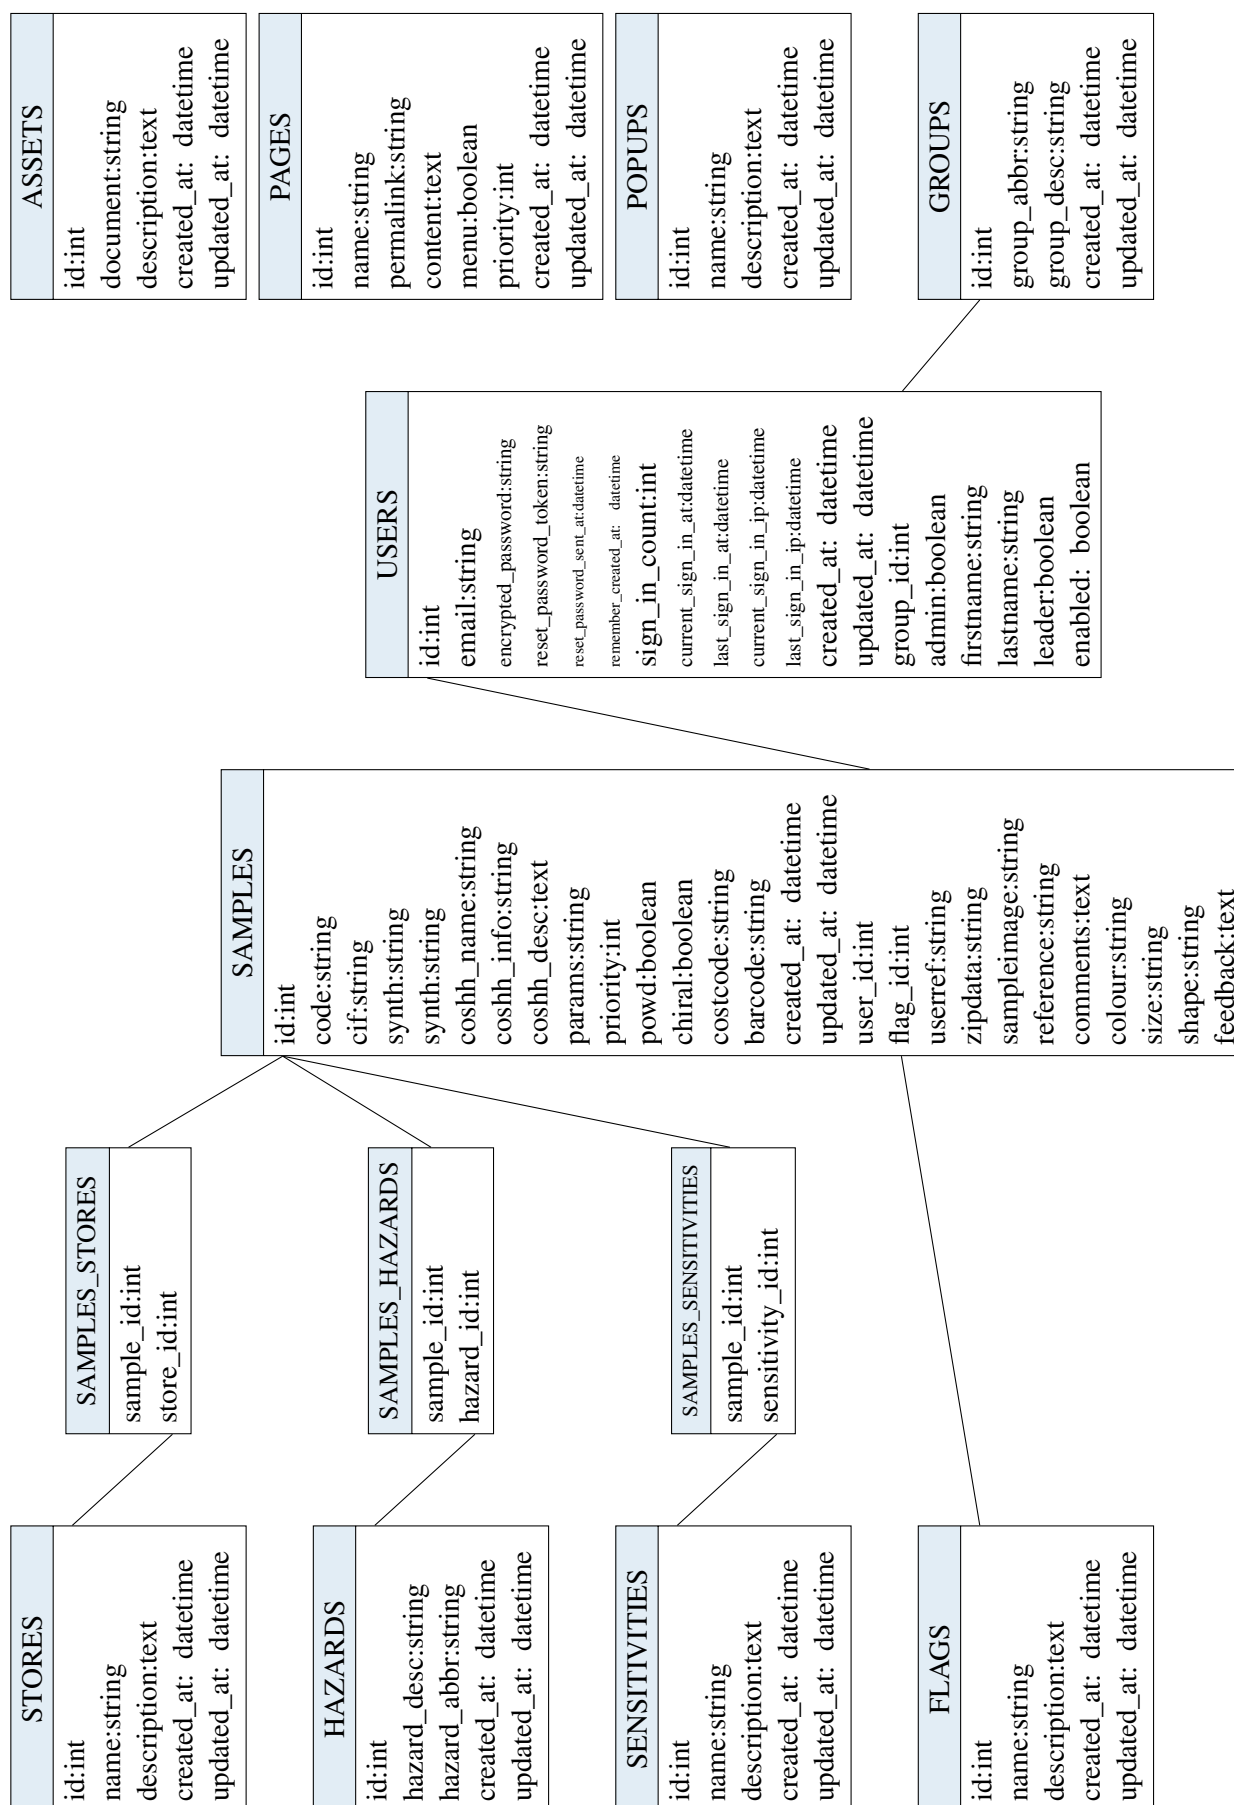 STORES
id:int
name:string
description:text
created_at: datetime
updated_at: datetime
HAZARDS
id:int
hazard_desc:string
hazard_abbr:string
created_at: datetime
updated_at: datetime
SENSITIVITIES
id:int
name:string
description:text
created_at: datetime
updated_at: datetime
FLAGS
id:int
name:string
description:text
created_at: datetime
updated_at: datetime
SAMPLES_STORES
sample_id:int
store_id:int
SAMPLES_HAZARDS
sample_id:int
hazard_id:int
SAMPLES_SENSITIVITIES
sample_id:int
sensitivity_id:int
SAMPLES
id:int
code:string
cif:string
synth:string
synth:string
coshh_name:string
coshh_info:string
coshh_desc:text
params:string
priority:int
powd:boolean
chiral:boolean
costcode:string
barcode:string
created_at: datetime
updated_at: datetime
user_id:int
flag_id:int
userref:string
zipdata:string
sampleimage:string
reference:string
comments:text
colour:string
size:string
shape:string
feedback:text
USERS
id:int
email:string
encrypted_password:string
reset_password_token:string
reset_password_sent_at:datetime
remember_created_at: datetime
sign_in_count:int
current_sign_in_at:datetime
last_sign_in_at:datetime
current_sign_in_ip:datetime
last_sign_in_ip:datetime
created_at: datetime
updated_at: datetime
group_id:int
admin:boolean
firstname:string
lastname:string
leader:boolean
enabled: boolean
ASSETS
id:int
document:string
description:text
created_at: datetime
updated_at: datetime
PAGES
id:int
name:string
permalink:string
content:text
menu:boolean
priority:int
created_at: datetime
updated_at: datetime
POPUPS
id:int
name:string
description:text
created_at: datetime
updated_at: datetime
GROUPS
id:int
group_abbr:string
group_desc:string
created_at: datetime
updated_at: datetime